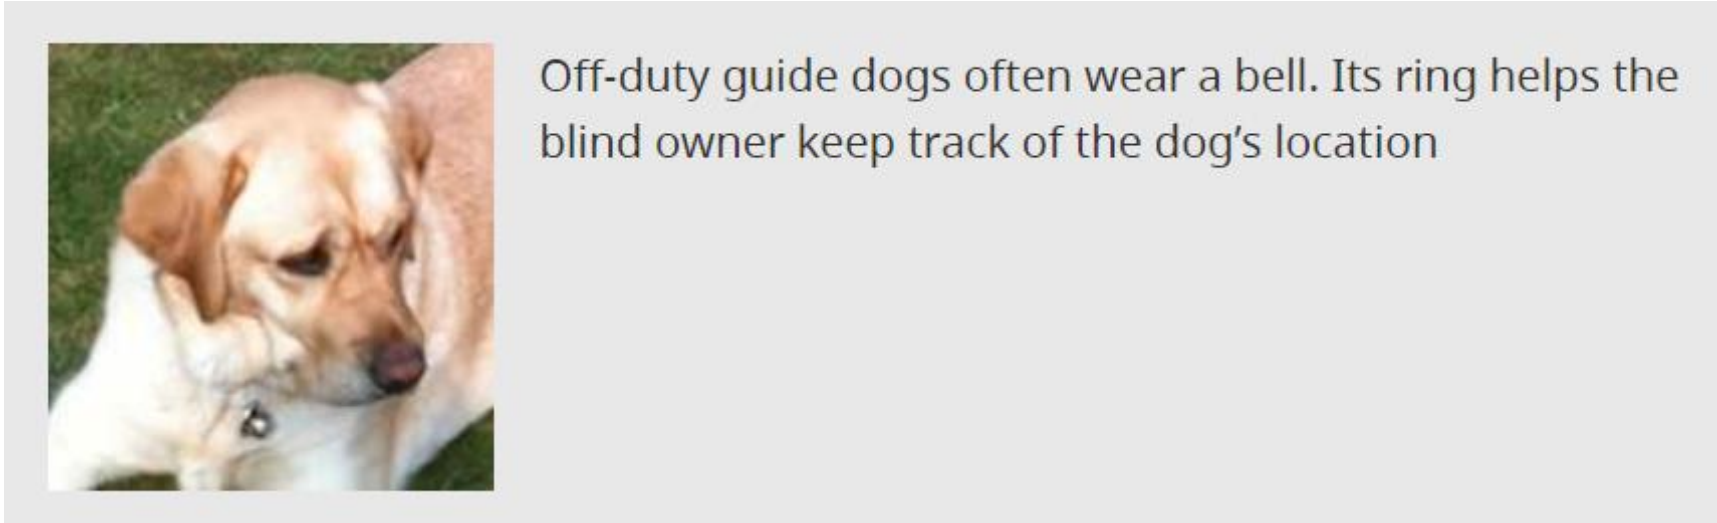 Off-duty guide dogs often wear a bell. Its ring helps the
blind owner keep track of the dog’s location